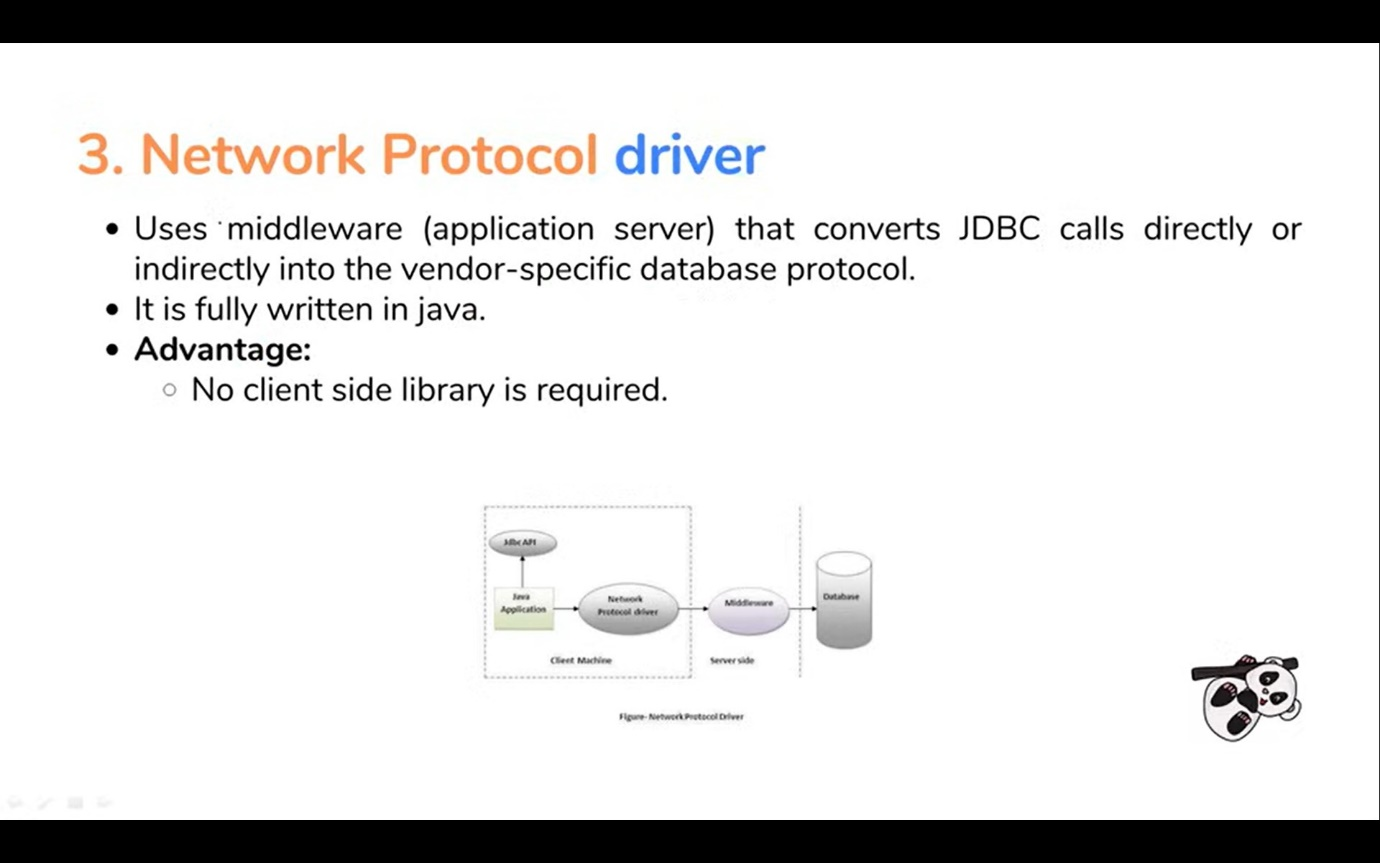 3. Network Protocol driver
• Uses middleware (application server) that converts JDBC calls directly or
indirectly into the vendor-specific database protocol.
• It is fully written in java.
• Advantage:
○ No client side library is required.
Jdbc API
Java
Application
Network
Protocol driver
Middleware
Database
Client Machine
Server side
Figure- Network Protocol Driver